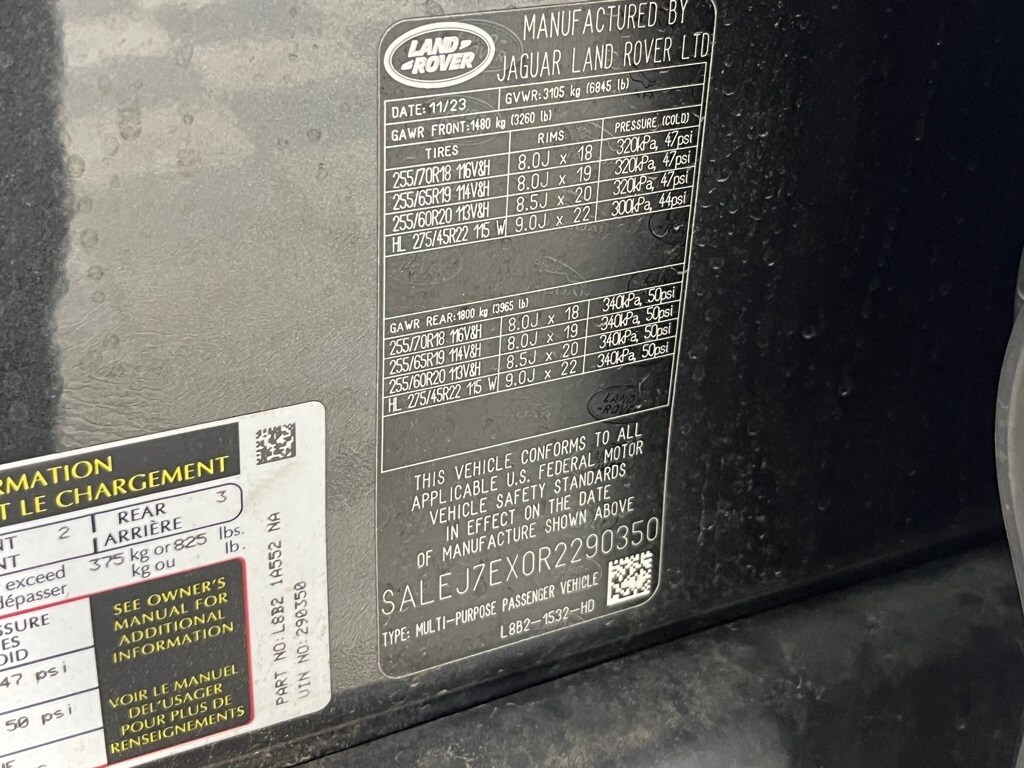 LAND-
-ROVER
MANUFACTURED BY
JAGUAR LAND ROVER LTD
DATE: 11/23 GVWR: 3105 kg (6845 lb)
GAWR FRONT: 1480 kg (3260 lb)
TIRES RIMS PRESSURE (COLD)
255/70R18 116V&H 8.0J x 18 320kPa, 47psi
255/65R19 114V&H 8.0J x 19 320kPa, 47psi
255/60R20 113V&H 8.5J x 20 320kPa, 47psi
HL 275/45R22 115 W 9.0J x 22 300kPa, 44psi
GAWR REAR: 1800 kg (3965 lb)
255/70R18 116V&H 8.0J x 18 340kPa, 50psi
255/65R19 114V&H 8.0J x 19 340kPa, 50psi
255/60R20 113V&H 8.5J x 20 340kPa, 50psi
HL 275/45R22 115 W 9.0J x 22 340kPa, 50psi
LAND-
-ROVER
THIS VEHICLE CONFORMS TO ALL
APPLICABLE U.S. FEDERAL MOTOR
VEHICLE SAFETY STANDARDS
IN EFFECT ON THE DATE
OF MANUFACTURE SHOWN ABOVE
SALEJ7EX0R2290350
TYPE: MULTI-PURPOSE PASSENGER VEHICLE
L8B2-1532-HD
RMATION
T LE CHARGEMENT
NT 2 REAR 3
NT ARRIÈRE
exceed 375 kg or 825 lbs.
dépasser, kg ou lb.
SSURE
ES
OID
47 psi
50 psi
SEE OWNER'S
MANUAL FOR
ADDITIONAL
INFORMATION
VOIR LE MANUEL
DEL'USAGER
POUR PLUS DE
RENSEIGNEMENTS
PART NO: L8B2 1A552 NA
VIN NO: 290350